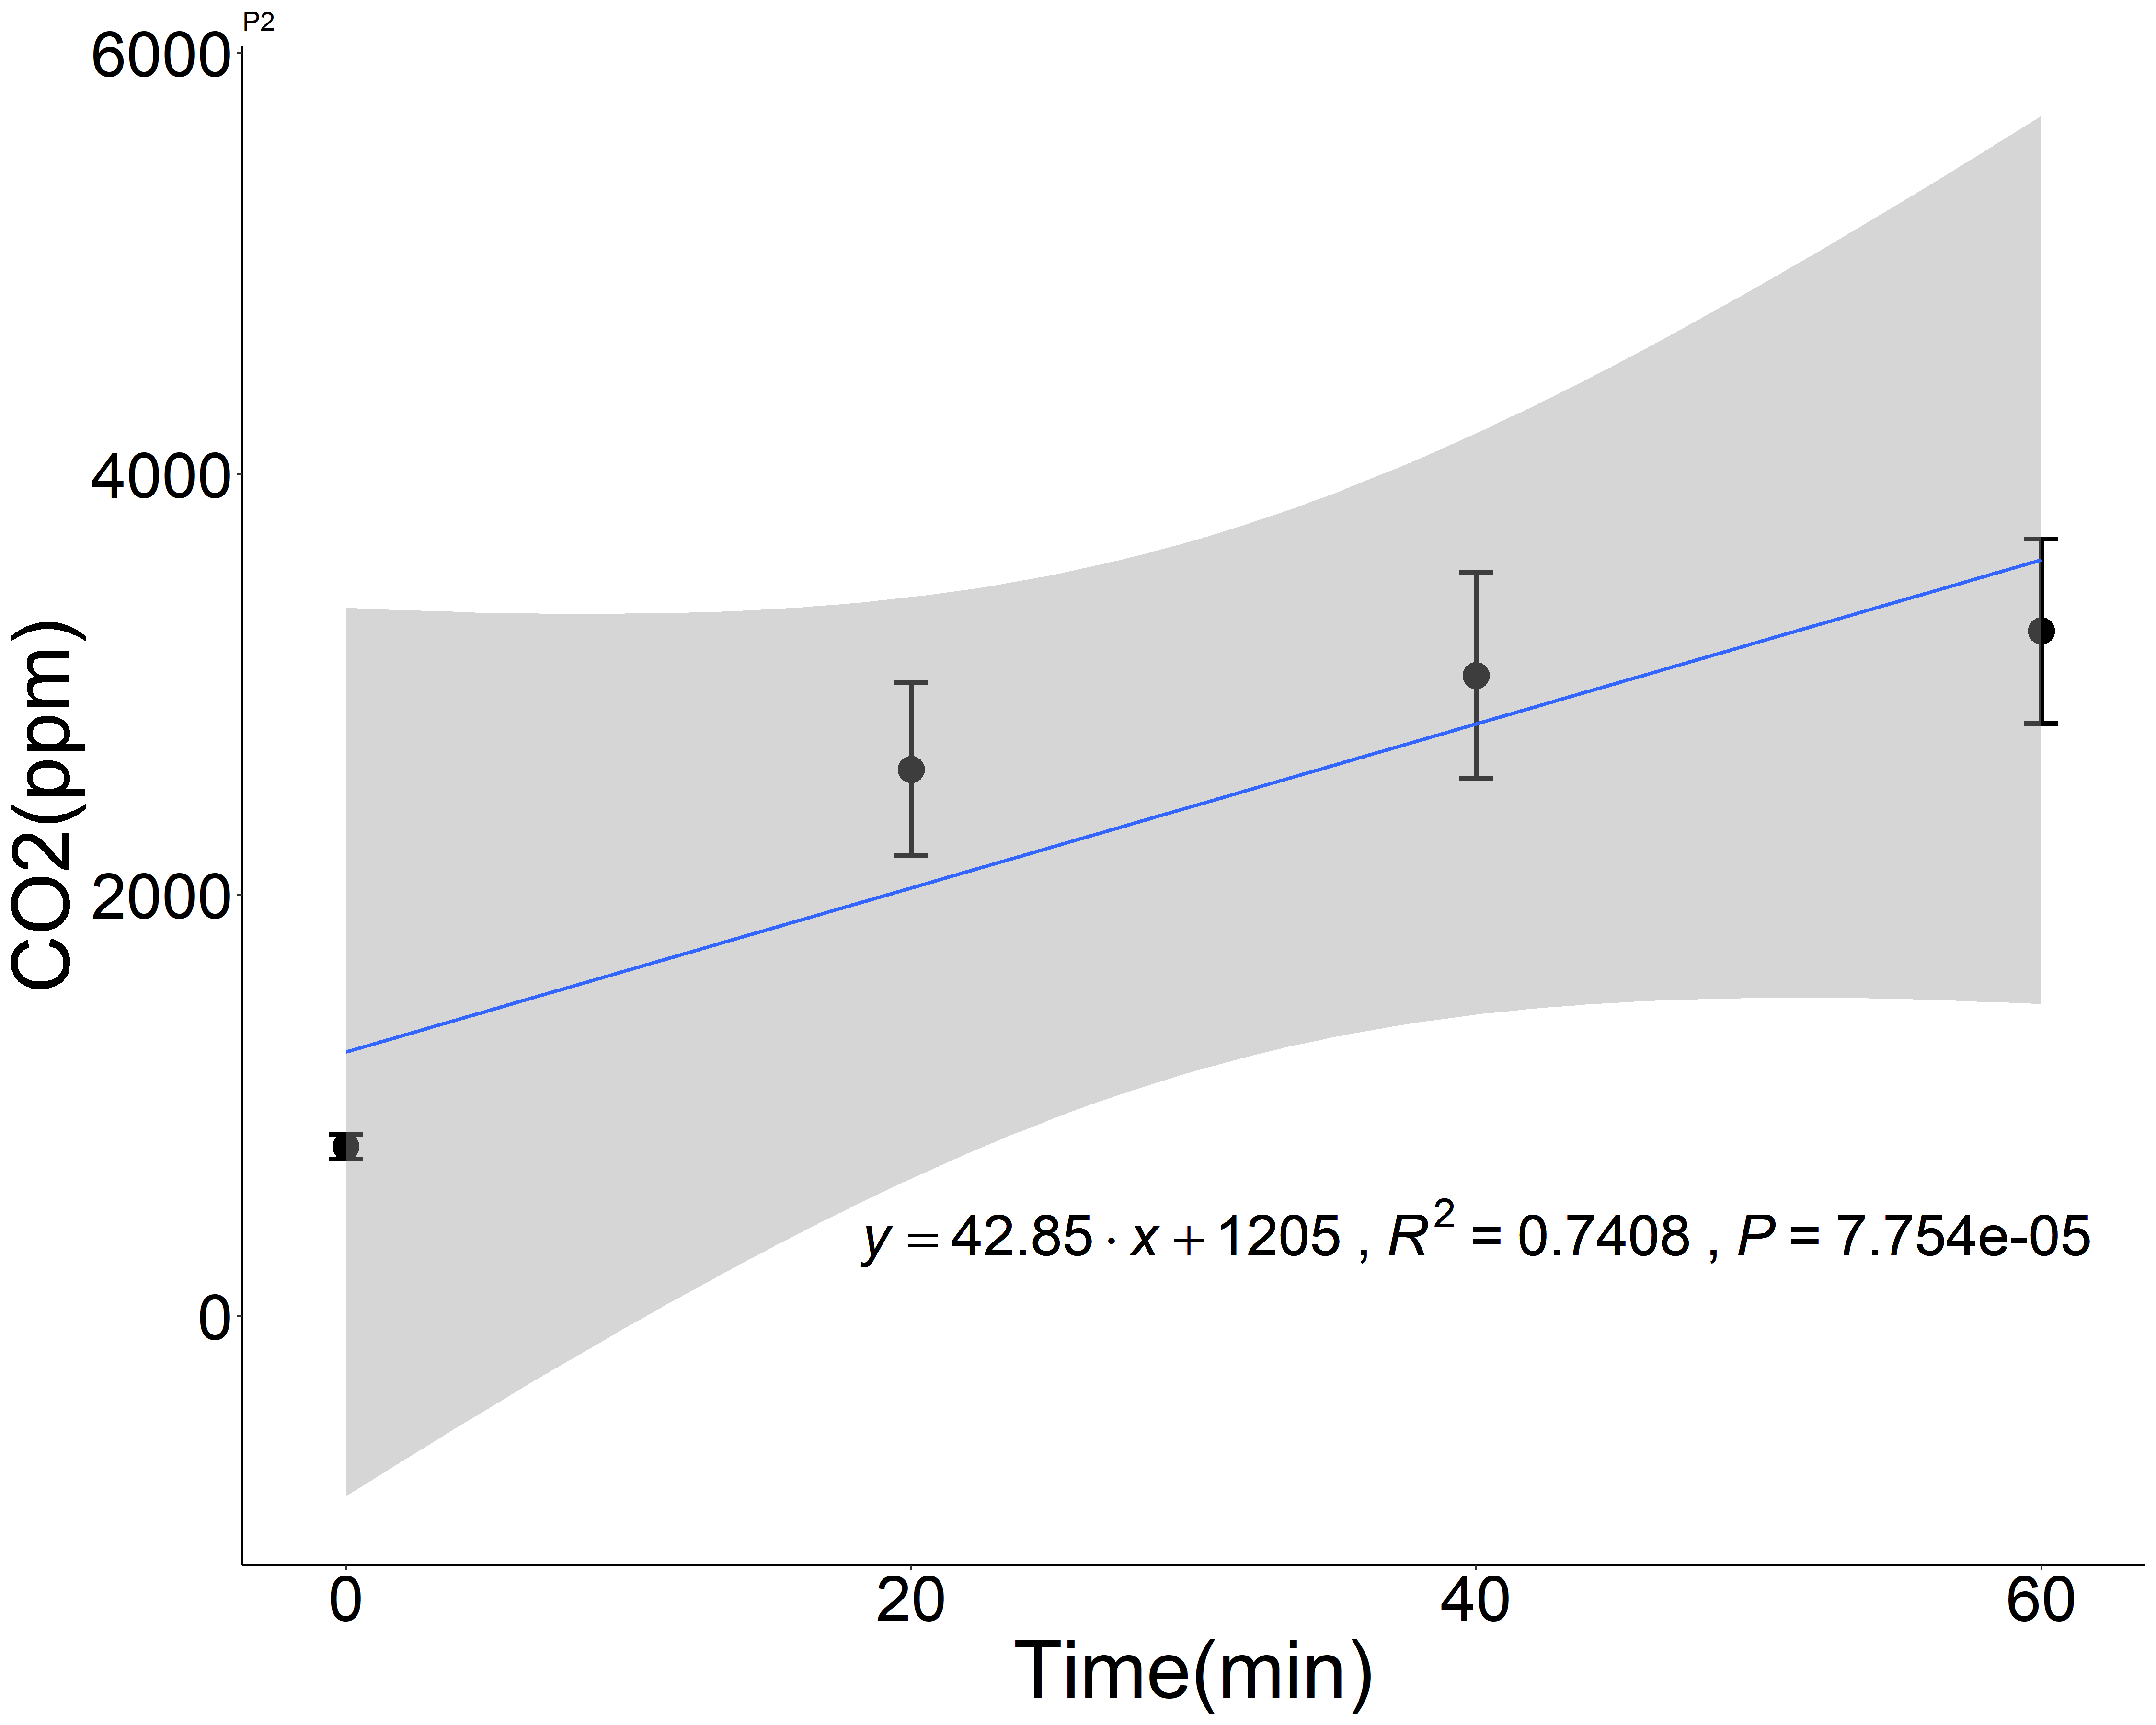 P2
6000
4000
2000
0
CO2(ppm)
y = 42.85 · x + 1205 , R² = 0.7408 , P = 7.754e-05
0 20 40 60
Time(min)